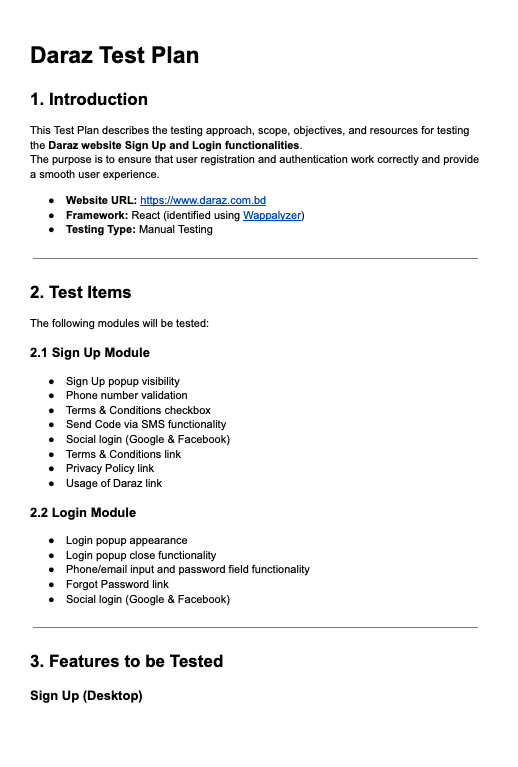 Daraz Test Plan
1. Introduction
This Test Plan describes the testing approach, scope, objectives, and resources for testing
the Daraz website Sign Up and Login functionalities.
The purpose is to ensure that user registration and authentication work correctly and provide
a smooth user experience.
● Website URL: https://www.daraz.com.bd
● Framework: React (identified using Wappalyzer)
● Testing Type: Manual Testing
2. Test Items
The following modules will be tested:
2.1 Sign Up Module
● Sign Up popup visibility
● Phone number validation
● Terms & Conditions checkbox
● Send Code via SMS functionality
● Social login (Google & Facebook)
● Terms & Conditions link
● Privacy Policy link
● Usage of Daraz link
2.2 Login Module
● Login popup appearance
● Login popup close functionality
● Phone/email input and password field functionality
● Forgot Password link
● Social login (Google & Facebook)
3. Features to be Tested
Sign Up (Desktop)